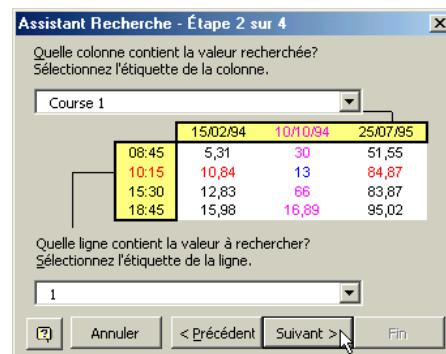 Assistant Recherche - Étape 2 sur 4
Quelle colonne contient la valeur recherchée?
Sélectionnez l'étiquette de la colonne.
Course 1
15/02/94 10/10/94 25/07/95
08:45 5,31 30 51,55
10:15 10,84 13 84,87
15:30 12,83 66 83,87
18:45 15,98 16,89 95,02
Quelle ligne contient la valeur à rechercher?
Sélectionnez l'étiquette de la ligne.
1
Annuler < Précédent Suivant > Fin